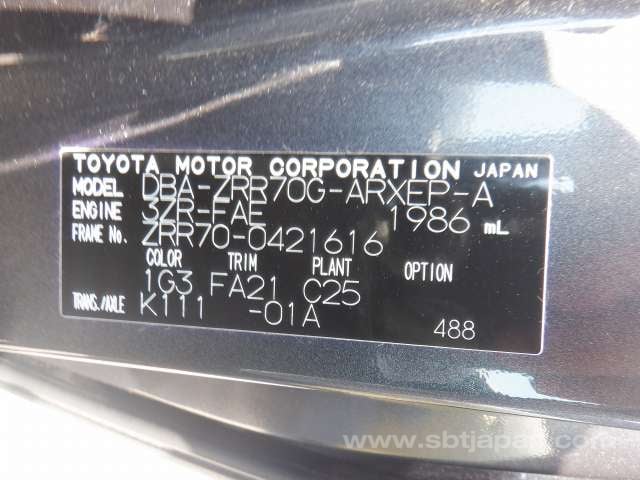 TOYOTA MOTOR CORPORATION JAPAN
MODEL DBA-ZRR70G-ARXEP-A
ENGINE 3ZR-FAE 1986 mL
FRAME No. ZRR70-0421616
COLOR TRIM PLANT OPTION
1G3 FA21 C25
TRANS./AXLE K111 -01A
488
www.sbtjapan.com